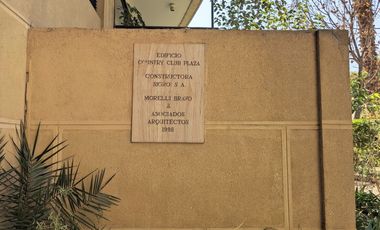 EDIFICIO
COUNTRY CLUB PLAZA
CONSTRUCTORA
SIGRO S. A.
MORELLI BRAVO
&
ASOCIADOS
ARQUITECTOS
1998